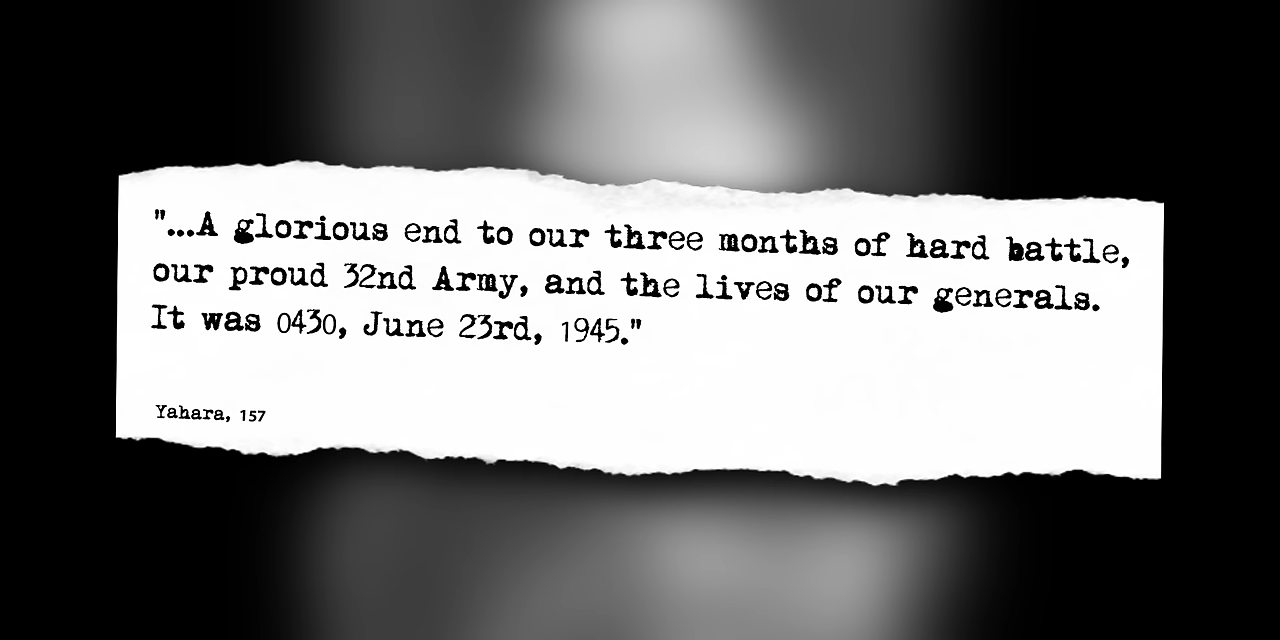 "...A glorious end to our three months of hard battle,
our proud 32nd Army, and the lives of our generals.
It was 0430, June 23rd, 1945."
Yahara, 157